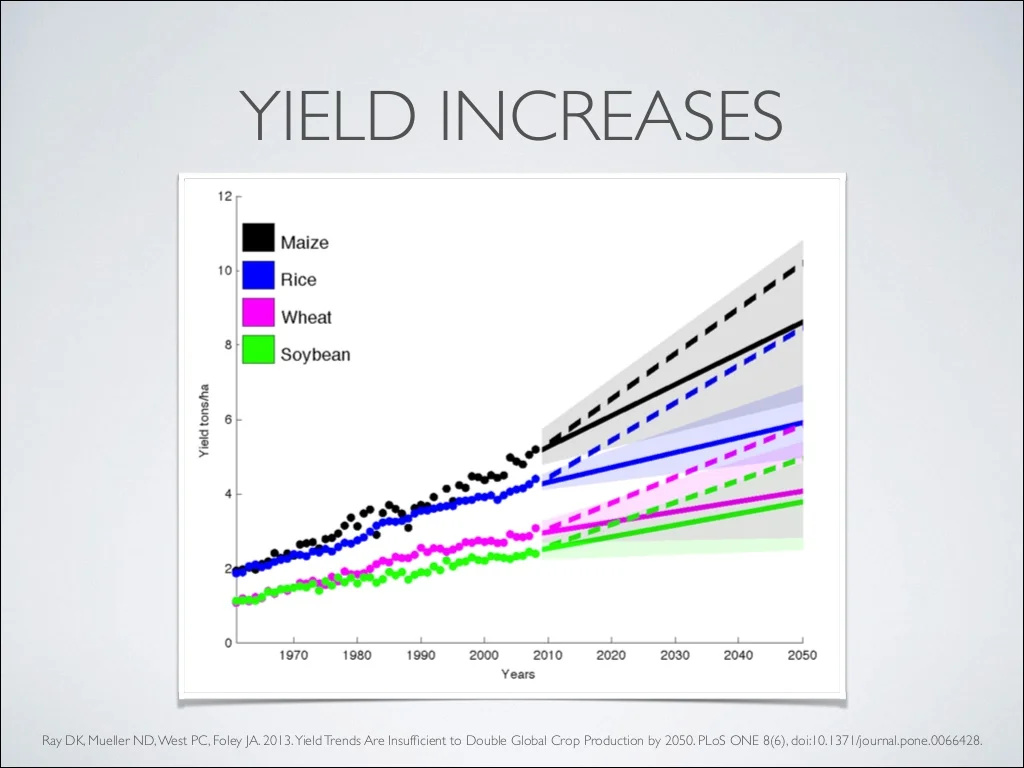 YIELD INCREASES
12
Maize
10
Rice
Wheat
8
Soybean
Yield tons/ha
6
4
2
0
1970 1980 1990 2000 2010 2020 2030 2040 2050
Years
Ray DK, Mueller ND, West PC, Foley JA. 2013. Yield Trends Are Insufficient to Double Global Crop Production by 2050. PLoS ONE 8(6), doi:10.1371/journal.pone.0066428.